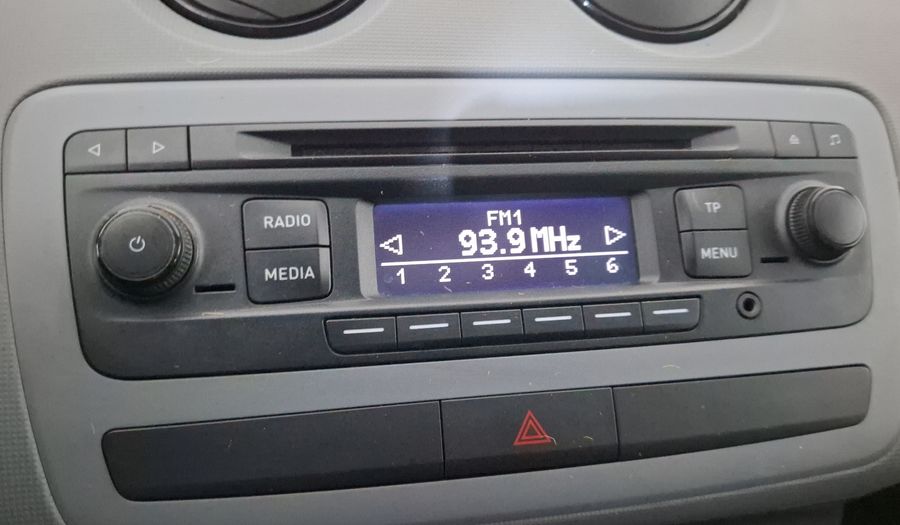 RADIO
MEDIA
FM1
93.9 MHz
1 2 3 4 5 6
TP
MENU